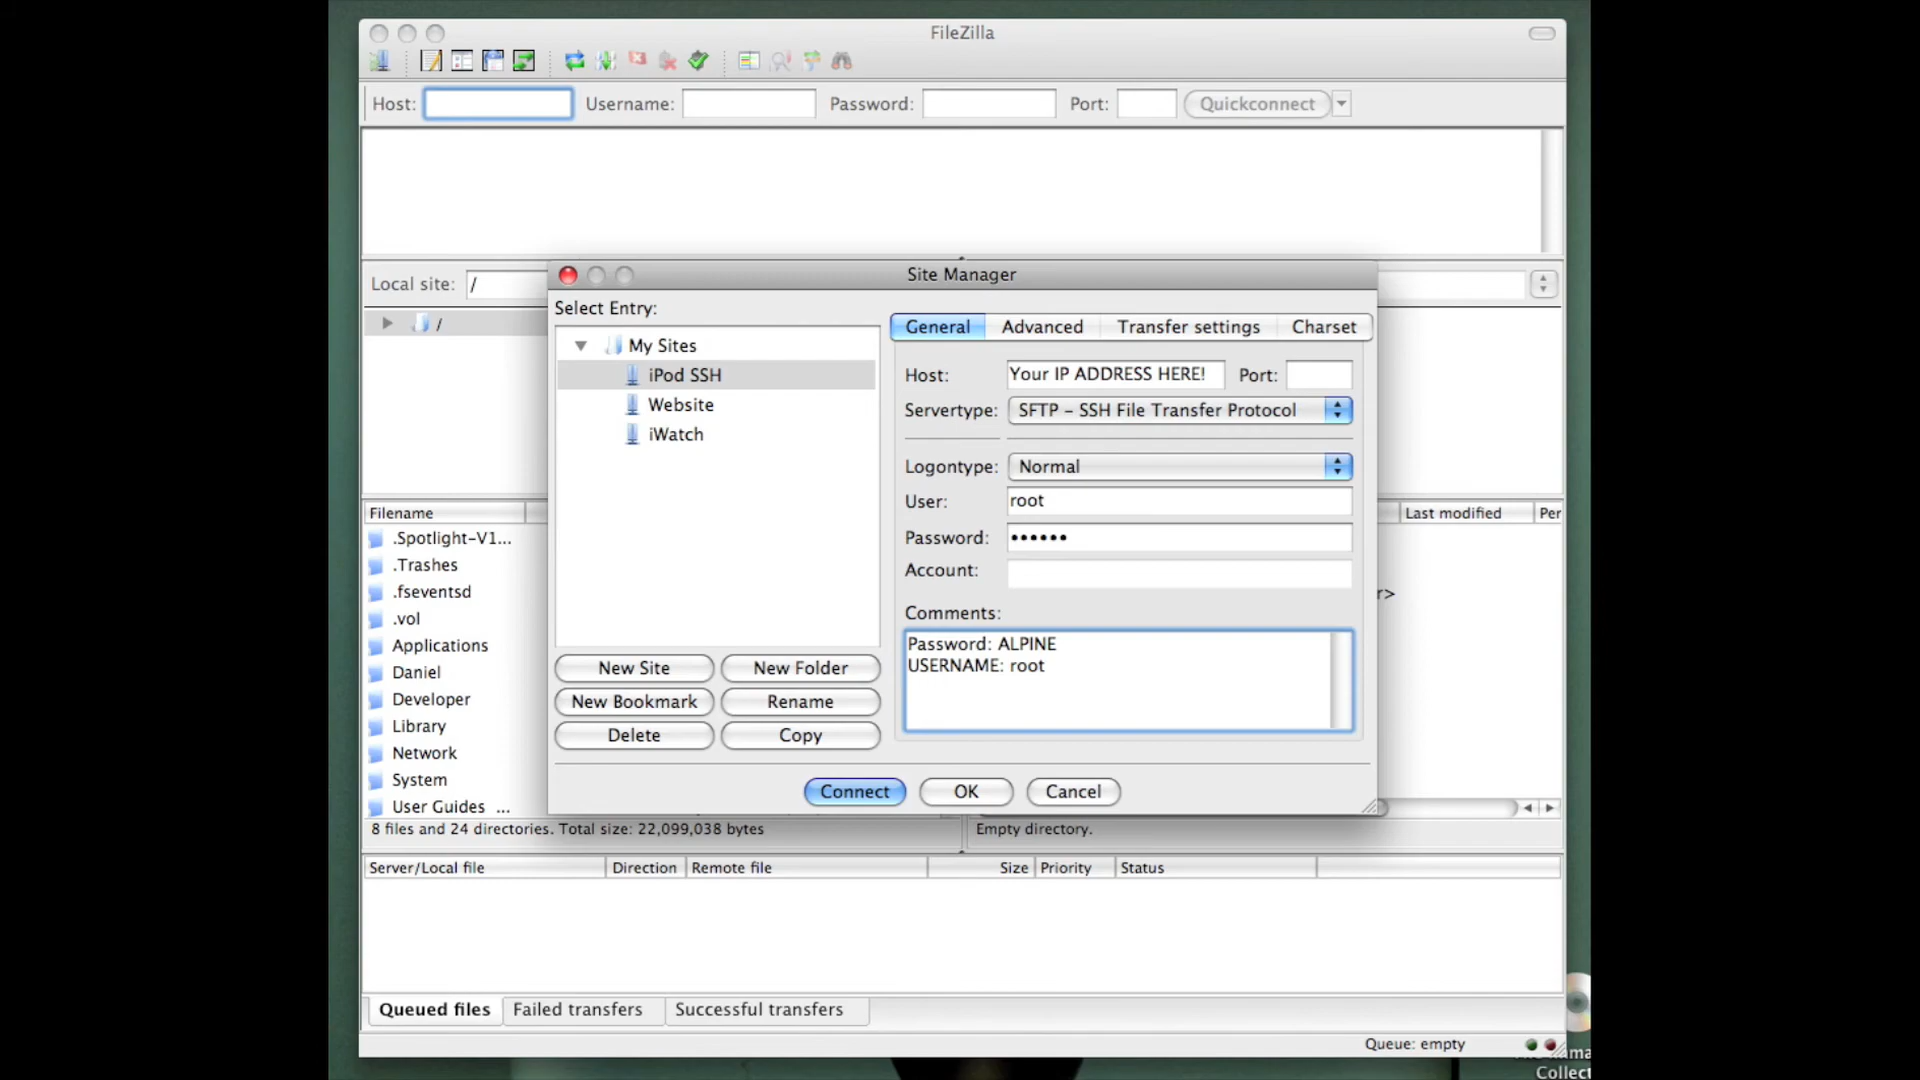 FileZilla
Host: Username: Password: Port: Quickconnect
Local site: /
/
Site Manager
Select Entry:
My Sites
iPod SSH
Website
iWatch
New Site New Folder
New Bookmark Rename
Delete Copy
General Advanced Transfer settings Charset
Host: Your IP ADDRESS HERE! Port:
Servertype: SFTP - SSH File Transfer Protocol
Logontype: Normal
User: root
Password: ••••••
Account:
Comments:
Password: ALPINE
USERNAME: root
Connect OK Cancel
Filename
.Spotlight-V1...
.Trashes
.fseventsd
.vol
Applications
Daniel
Developer
Library
Network
System
User Guides ...
8 files and 24 directories. Total size: 22,099,038 bytes
Last modified Per
r>
Empty directory.
Server/Local file Direction Remote file Size Priority Status
Queued files Failed transfers Successful transfers
Queue: empty
Collect